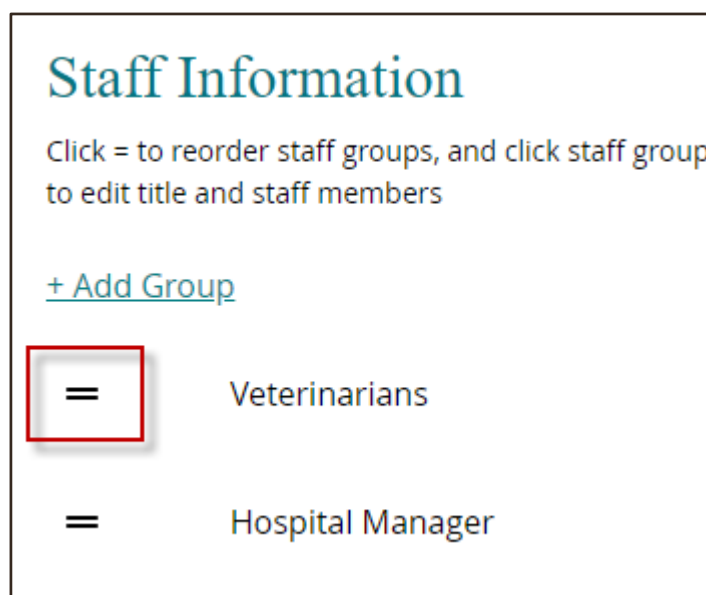 Staff Information
Click = to reorder staff groups, and click staff group
to edit title and staff members
+ Add Group
= Veterinarians
= Hospital Manager